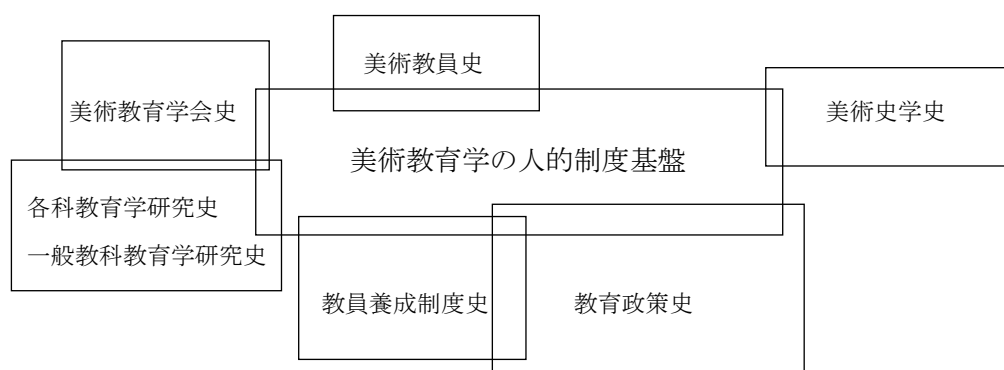 美術教員史
美術教育学会史
美術史学史
美術教育学の人的制度基盤
各科教育学研究史
一般教科教育学研究史
教員養成制度史
教育政策史